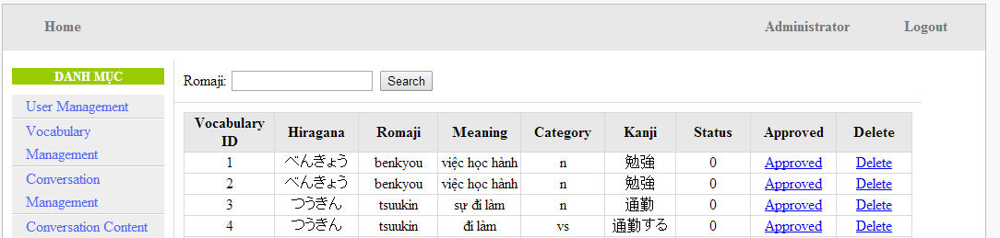 Home Administrator Logout
DANH MỤC
User Management
Vocabulary
Management
Conversation
Management
Conversation Content
Romaji: Search
Vocabulary ID Hiragana Romaji Meaning Category Kanji Status Approved Delete
1 べんきょう benkyou việc học hành n 勉強 0 Approved Delete
2 べんきょう benkyou việc học hành n 勉強 0 Approved Delete
3 つうきん tsuukin sự đi làm n 通勤 0 Approved Delete
4 つうきん tsuukin đi làm vs 通勤する 0 Approved Delete